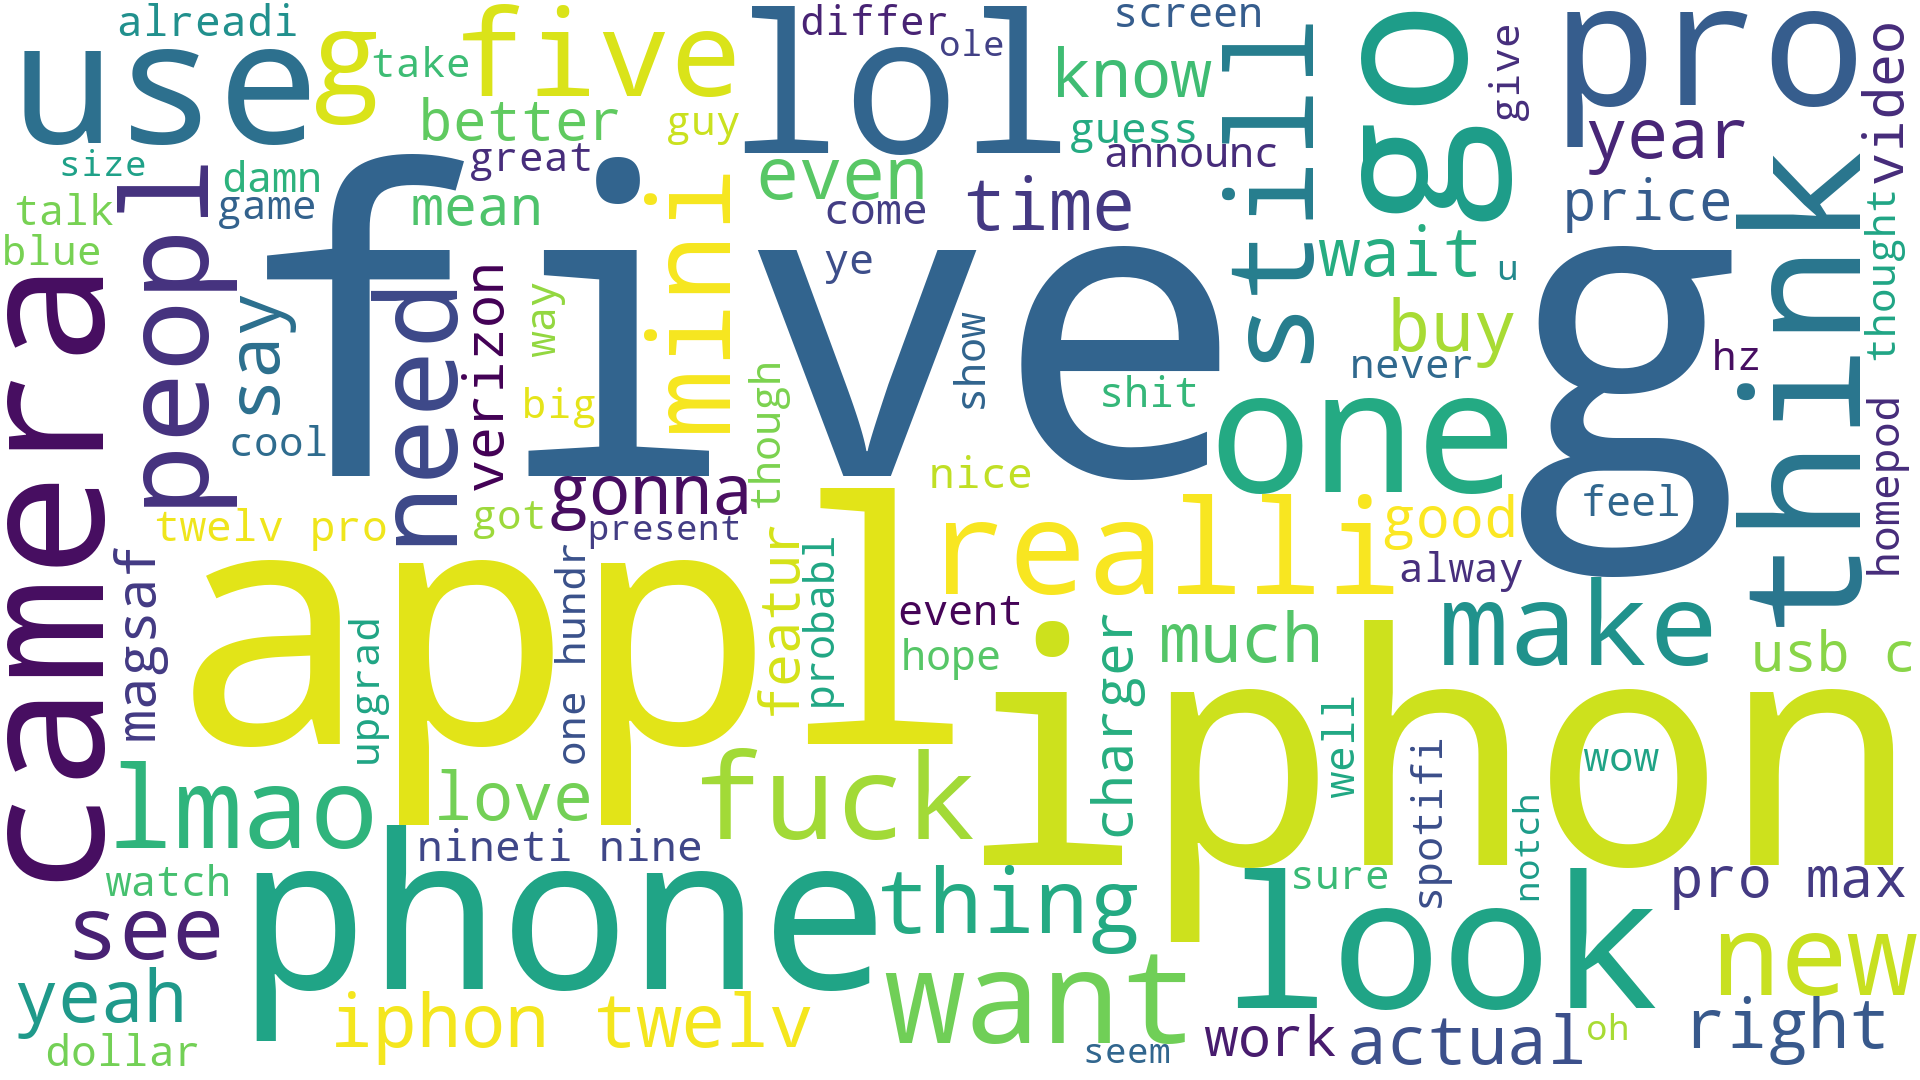 alreadi
use
g
take
five
differ
ole
lol
screen
know
still
go
give
pro
video
better
guy
guess
announc
year
size
great
even
damn
game
mean
talk
blue
peopl
mini
come
time
price
think
thought
wait
ye
u
five g
camera
say
need
verizon
way
show
buy
never
hz
cool
big
though
shit
one
homepod
gonna
nice
got
twelv pro
present
realli
good
feel
alway
magsaf
appl
upgrad
one hundr
featur
probabl
event
hope
charger
much
make
usb c
iphon
well
wow
spotifi
notch
lmao
love
fuck
nineti nine
watch
phone
thing
sure
look
pro max
see
want
new
yeah
iphon twelv
dollar
seem
work
actual
oh
right